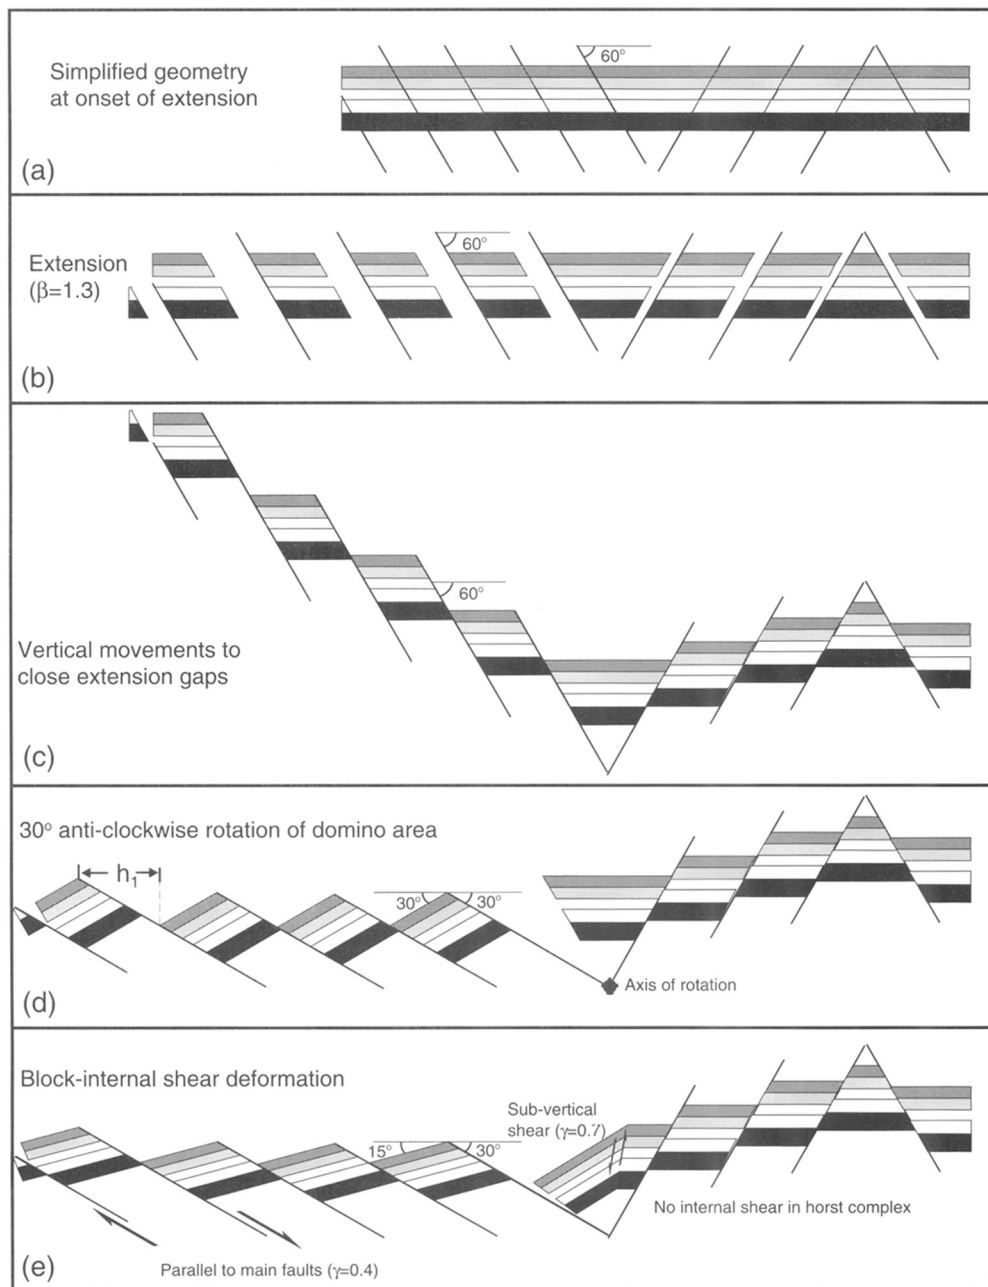 Simplified geometry
at onset of extension
60°
(a)
Extension
(β=1.3)
60°
(b)
60°
Vertical movements to
close extension gaps
(c)
30° anti-clockwise rotation of domino area
h₁
30° 30°
Axis of rotation
(d)
Block-internal shear deformation
Sub-vertical
shear (γ=0.7)
15° 30°
No internal shear in horst complex
Parallel to main faults (γ=0.4)
(e)